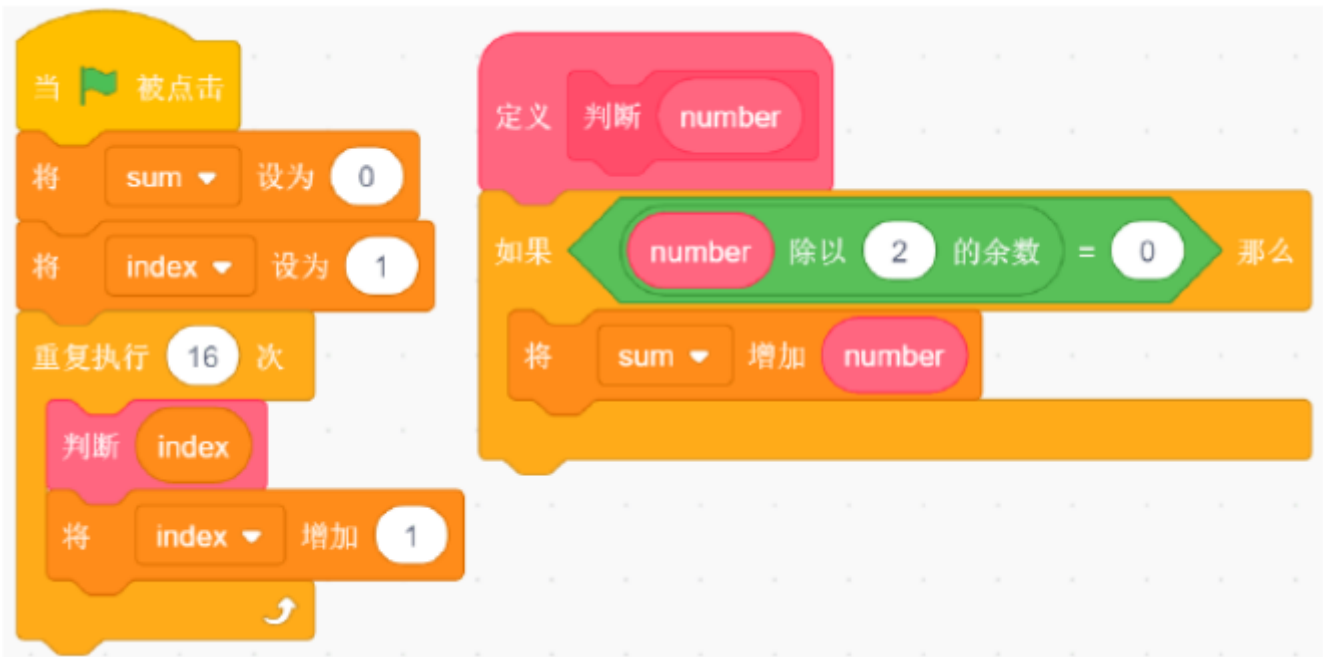 当 被点击
将 sum 设为 0
将 index 设为 1
重复执行 16 次
判断 index
将 index 增加 1
定义 判断 number
如果 number 除以 2 的余数 = 0 那么
将 sum 增加 number